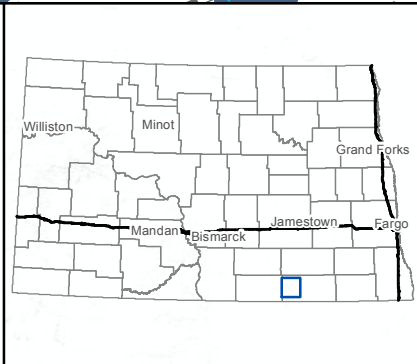 Williston
Minot
Grand Forks
Mandan
Bismarck
Jamestown
Fargo